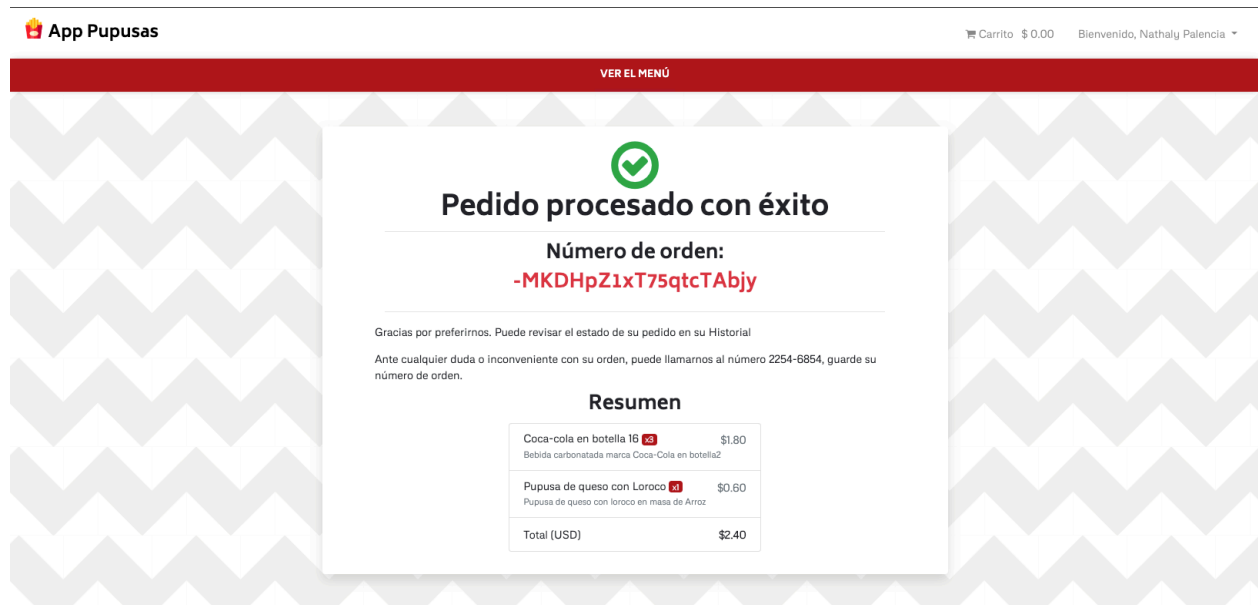 App Pupusas
Carrito $ 0.00 Bienvenido, Nathaly Palencia
VER EL MENÚ
Pedido procesado con éxito
Número de orden:
-MKDHpZ1xT75qtcTAbjy
Gracias por preferirnos. Puede revisar el estado de su pedido en su Historial
Ante cualquier duda o inconveniente con su orden, puede llamarnos al número 2254-6854, guarde su
número de orden.
Resumen
Coca-cola en botella 16 x3 $1.80
Bebida carbonatada marca Coca-Cola en botella2
Pupusa de queso con Loroco x1 $0.60
Pupusa de queso con loroco en masa de Arroz
Total (USD) $2.40